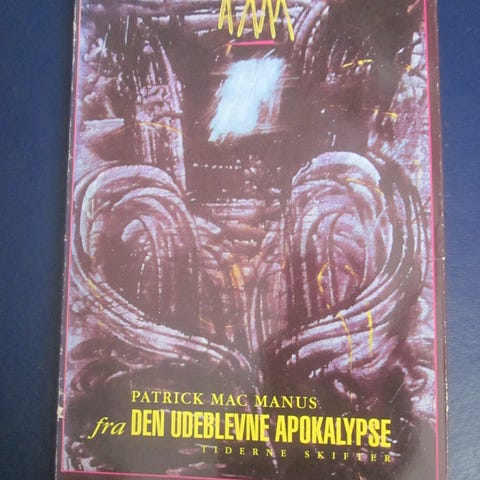 PATRICK MAC MANUS
fra DEN UDEBLEVNE APOKALYPSE
TIDERNE SKIFTER